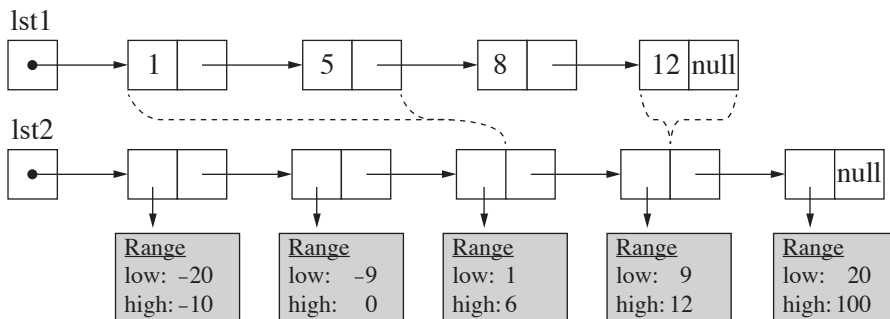 lst1
1 5 8 12 null
lst2
null
Range Range Range Range Range
low: –20 low: –9 low: 1 low: 9 low: 20
high: –10 high: 0 high: 6 high: 12 high: 100